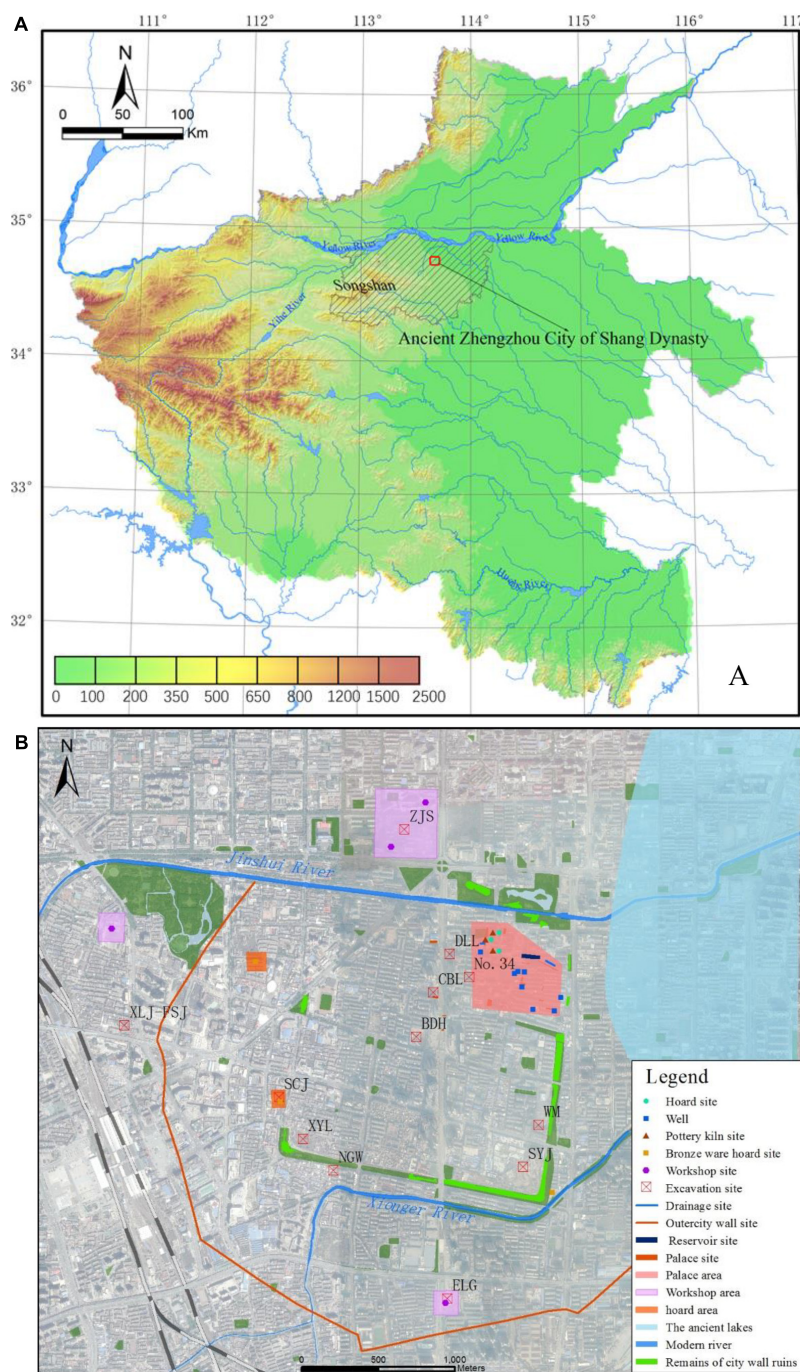 A
111° 112° 113° 114° 115° 116° 117
N
36°
0 50 100
Km
35°
Yellow River
Yellow River
Songshan
Yihe River
Ancient Zhengzhou City of Shang Dynasty
34°
33°
Huaihe River
32°
0 100 200 350 500 650 800 1200 1500 2500
A
B
N
ZJS
Jinshui River
DLL
No. 34
CBL
XLJ-FSJ
BDH
SCJ
XYL
WM
NGW
SYJ
Xionger River
ELG
0 500 1,000
Meters
Legend
Hoard site
Well
Pottery kiln site
Bronze ware hoard site
Workshop site
Excavation site
Drainage site
Outercity wall site
Reservoir site
Palace site
Palace area
Workshop area
hoard area
The ancient lakes
Modern river
Remains of city wall ruins